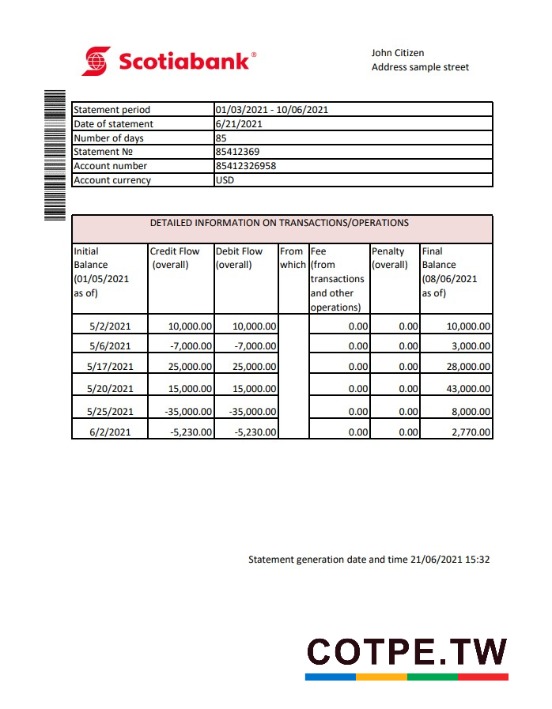 Scotiabank®
John Citizen
Address sample street
Statement period 01/03/2021 - 10/06/2021
Date of statement 6/21/2021
Number of days 85
Statement № 85412369
Account number 85412326958
Account currency USD
DETAILED INFORMATION ON TRANSACTIONS/OPERATIONS
Initial Balance (01/05/2021 as of) Credit Flow (overall) Debit Flow (overall) From which Fee (from transactions and other operations) Penalty (overall) Final Balance (08/06/2021 as of)
5/2/2021 10,000.00 10,000.00 0.00 0.00 10,000.00
5/6/2021 -7,000.00 -7,000.00 0.00 0.00 3,000.00
5/17/2021 25,000.00 25,000.00 0.00 0.00 28,000.00
5/20/2021 15,000.00 15,000.00 0.00 0.00 43,000.00
5/25/2021 -35,000.00 -35,000.00 0.00 0.00 8,000.00
6/2/2021 -5,230.00 -5,230.00 0.00 0.00 2,770.00
Statement generation date and time 21/06/2021 15:32
COTPE.TW